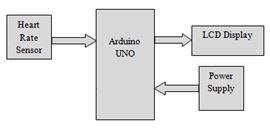 Heart
Rate
Sensor
Arduino
UNO
LCD Display
Power
Supply